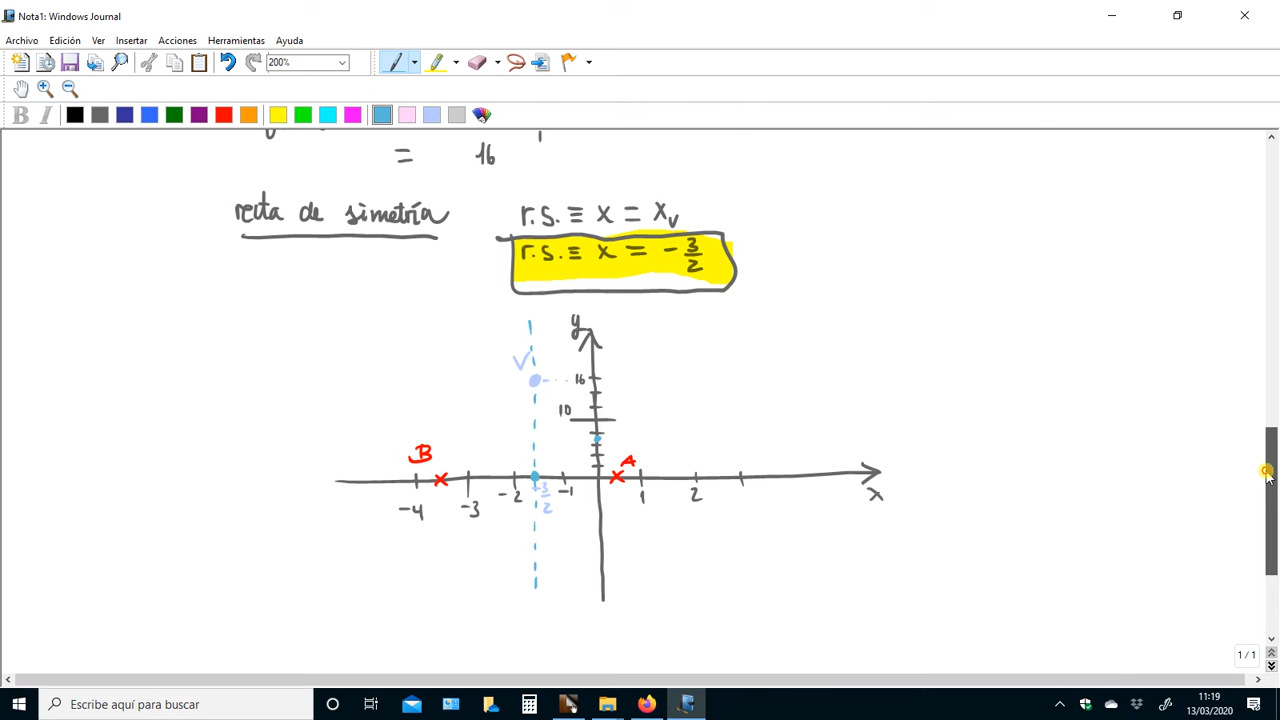 Nota1: Windows Journal
Archivo Edición Ver Insertar Acciones Herramientas Ayuda
200%
B I
= 16
recta de simetría r.s. ≡ x = xᵥ
r.s. ≡ x = - 3/2
y
V
16
10
B A
-4 -3 -2 -3/2 -1 1 2 x
1 / 1
Escribe aquí para buscar
11:19
13/03/2020